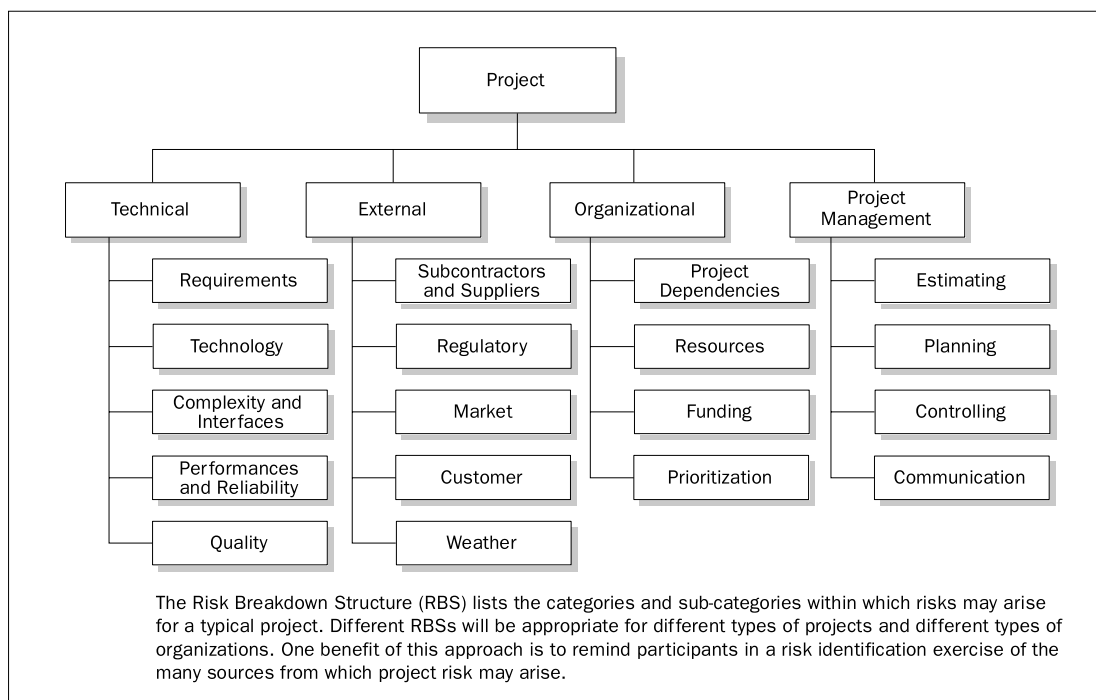 Project
Technical
External
Organizational
Project
Management
Requirements
Technology
Complexity and
Interfaces
Performances
and Reliability
Quality
Subcontractors
and Suppliers
Regulatory
Market
Customer
Weather
Project
Dependencies
Resources
Funding
Prioritization
Estimating
Planning
Controlling
Communication
The Risk Breakdown Structure (RBS) lists the categories and sub-categories within which risks may arise
for a typical project. Different RBSs will be appropriate for different types of projects and different types of
organizations. One benefit of this approach is to remind participants in a risk identification exercise of the
many sources from which project risk may arise.